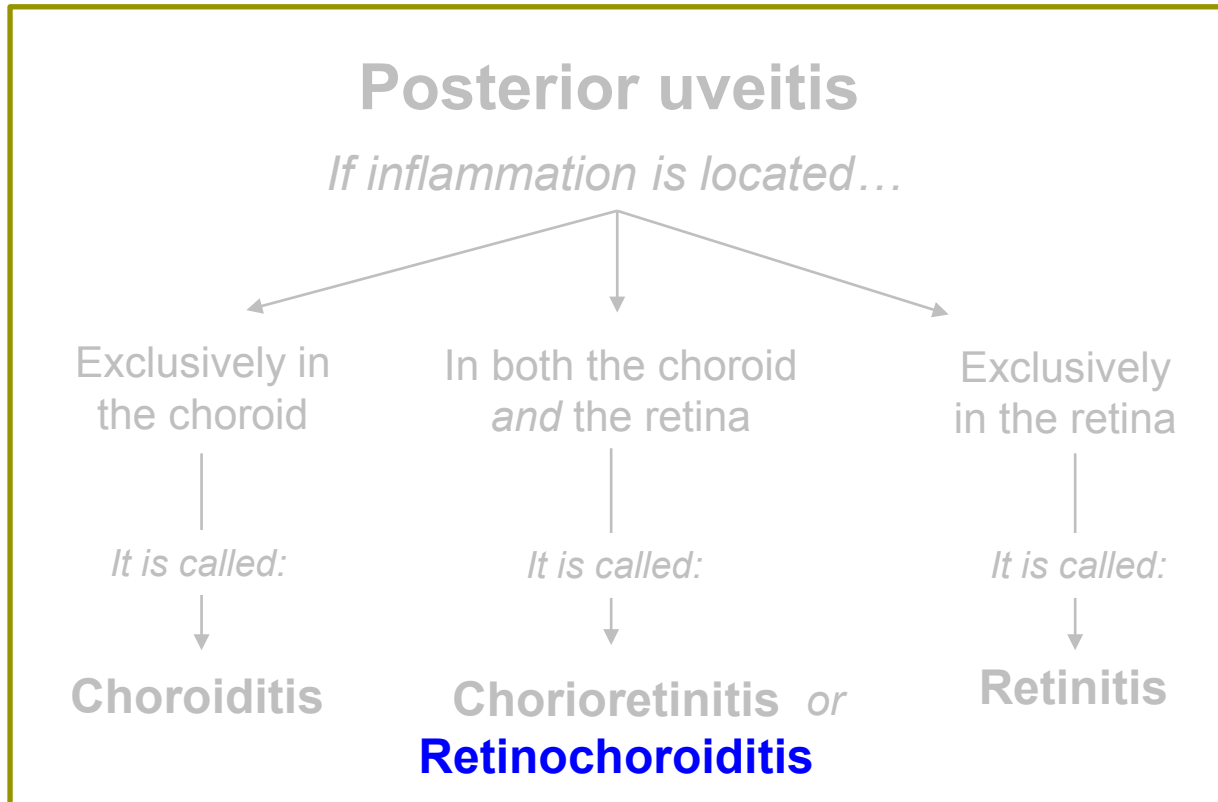 Posterior uveitis
If inflammation is located…
Exclusively in
the choroid
In both the choroid
and the retina
Exclusively
in the retina
It is called:
It is called:
It is called:
Choroiditis
Chorioretinitis or
Retinochoroiditis
Retinitis